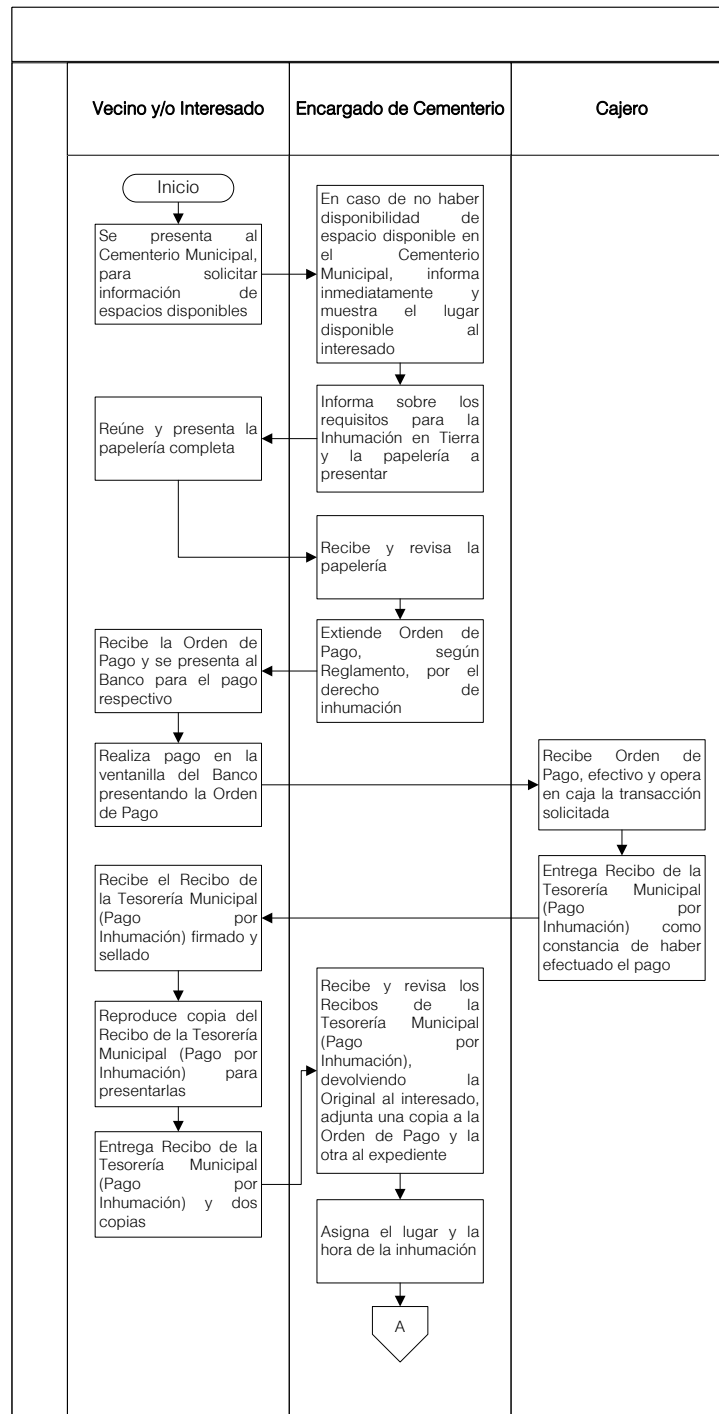 Vecino y/o Interesado
Encargado de Cementerio
Cajero
Inicio
Se presenta al
Cementerio Municipal,
para solicitar
información de
espacios disponibles
En caso de no haber
disponibilidad de
espacio disponible en
el Cementerio
Municipal, informa
inmediatamente y
muestra el lugar
disponible al
interesado
Informa sobre los
requisitos para la
Inhumación en Tierra
y la papelería a
presentar
Reúne y presenta la
papelería completa
Recibe y revisa la
papelería
Extiende Orden de
Pago, según
Reglamento, por el
derecho de
inhumación
Recibe la Orden de
Pago y se presenta al
Banco para el pago
respectivo
Realiza pago en la
ventanilla del Banco
presentando la Orden
de Pago
Recibe Orden de
Pago, efectivo y opera
en caja la transacción
solicitada
Entrega Recibo de la
Tesorería Municipal
(Pago por
Inhumación) como
constancia de haber
efectuado el pago
Recibe el Recibo de
la Tesorería Municipal
(Pago por
Inhumación) firmado y
sellado
Reproduce copia del
Recibo de la Tesorería
Municipal (Pago por
Inhumación) para
presentarlas
Entrega Recibo de la
Tesorería Municipal
(Pago por
Inhumación) y dos
copias
Recibe y revisa los
Recibos de la
Tesorería Municipal
(Pago por
Inhumación),
devolviendo la
Original al interesado,
adjunta una copia a la
Orden de Pago y la
otra al expediente
Asigna el lugar y la
hora de la inhumación
A